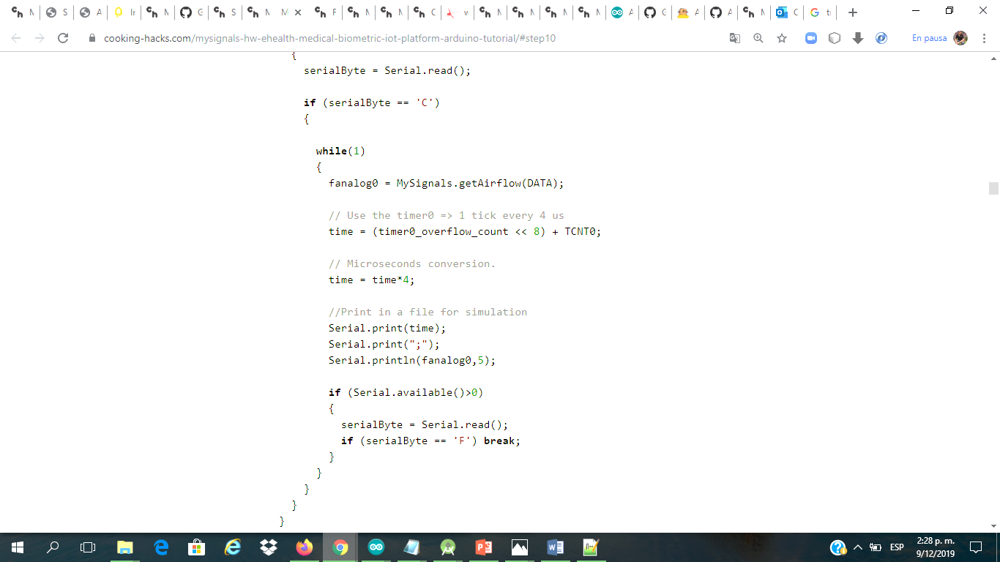 cooking-hacks.com/mysignals-hw-ehealth-medical-biometric-iot-platform-arduino-tutorial/#step10
En pausa
{
serialByte = Serial.read();
if (serialByte == 'C')
{
while(1)
{
fanalog0 = MySignals.getAirflow(DATA);
// Use the timer0 => 1 tick every 4 us
time = (timer0_overflow_count << 8) + TCNT0;
// Microseconds conversion.
time = time*4;
//Print in a file for simulation
Serial.print(time);
Serial.print(";");
Serial.println(fanalog0,5);
if (Serial.available()>0)
{
serialByte = Serial.read();
if (serialByte == 'F') break;
}
}
}
}
}
ESP
2:28 p. m.
9/12/2019